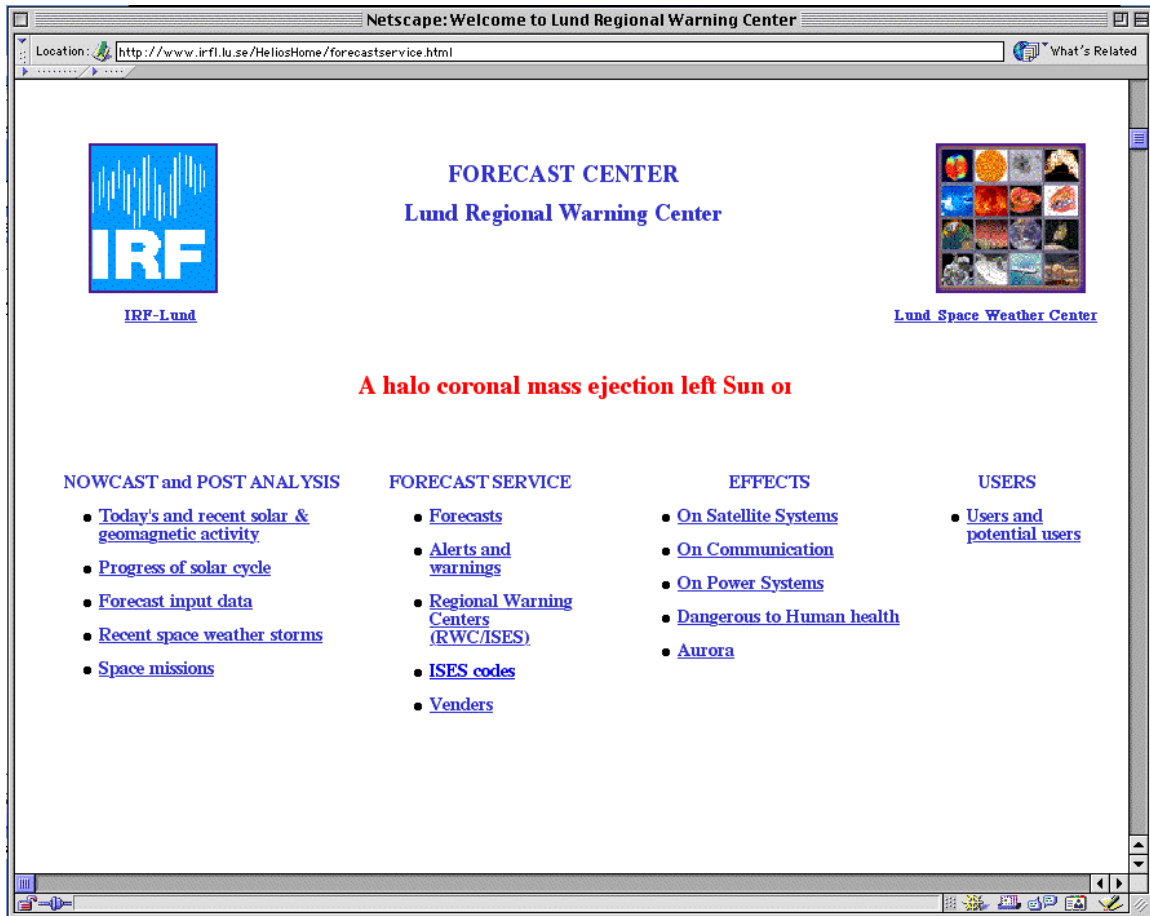 Netscape: Welcome to Lund Regional Warning Center
Location: http://www.irfl.lu.se/HeliosHome/forecastservice.html
What's Related
FORECAST CENTER
Lund Regional Warning Center
IRF
IRF-Lund
Lund Space Weather Center
A halo coronal mass ejection left Sun
NOWCAST and POST ANALYSIS
Today's and recent solar &
geomagnetic activity
Progress of solar cycle
Forecast input data
Recent space weather storms
Space missions
FORECAST SERVICE
Forecasts
Alerts and
warnings
Regional Warning
Centers
(RWC/ISES)
ISES codes
Venders
EFFECTS
On Satellite Systems
On Communication
On Power Systems
Dangerous to Human health
Aurora
USERS
Users and
potential users